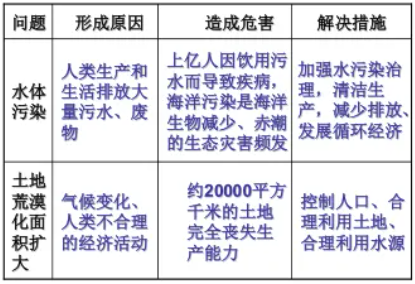 问题
形成原因
造成危害
解决措施
水体
污染
人类生产和
生活排放大
量污水、废
物
上亿人因饮用污
水而导致疾病,
海洋污染是海洋
生物减少、赤潮
的生态灾害频发
加强水污染治
理,清洁生
产,减少排放、
发展循环经济
土地
荒漠
化面
积扩
大
气候变化、
人类不合理
的经济活动
约20000平方
千米的土地
完全丧失生
产能力
控制人口、合
理利用土地、
合理利用水源